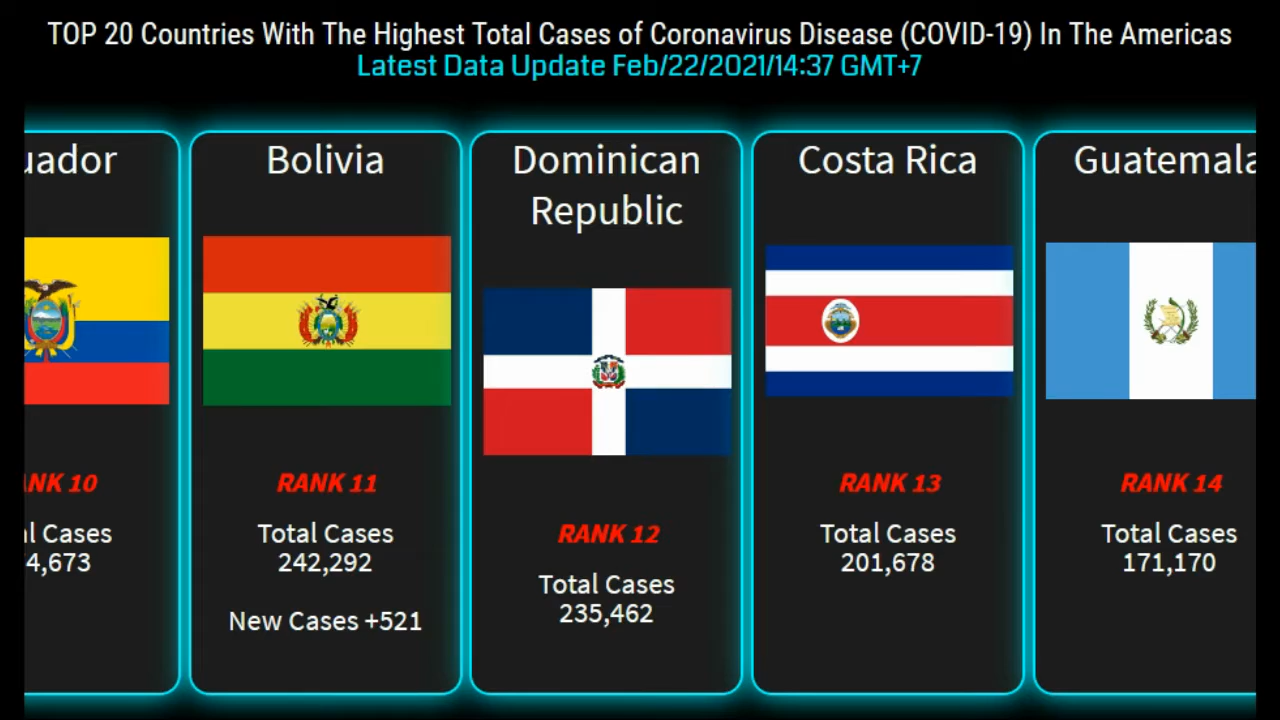 TOP 20 Countries With The Highest Total Cases of Coronavirus Disease (COVID-19) In The Americas
Latest Data Update Feb/22/2021/14:37 GMT+7
uador
NK 10
l Cases
4,673
Bolivia
RANK 11
Total Cases
242,292
New Cases +521
Dominican
Republic
RANK 12
Total Cases
235,462
Costa Rica
RANK 13
Total Cases
201,678
Guatemala
RANK 14
Total Cases
171,170